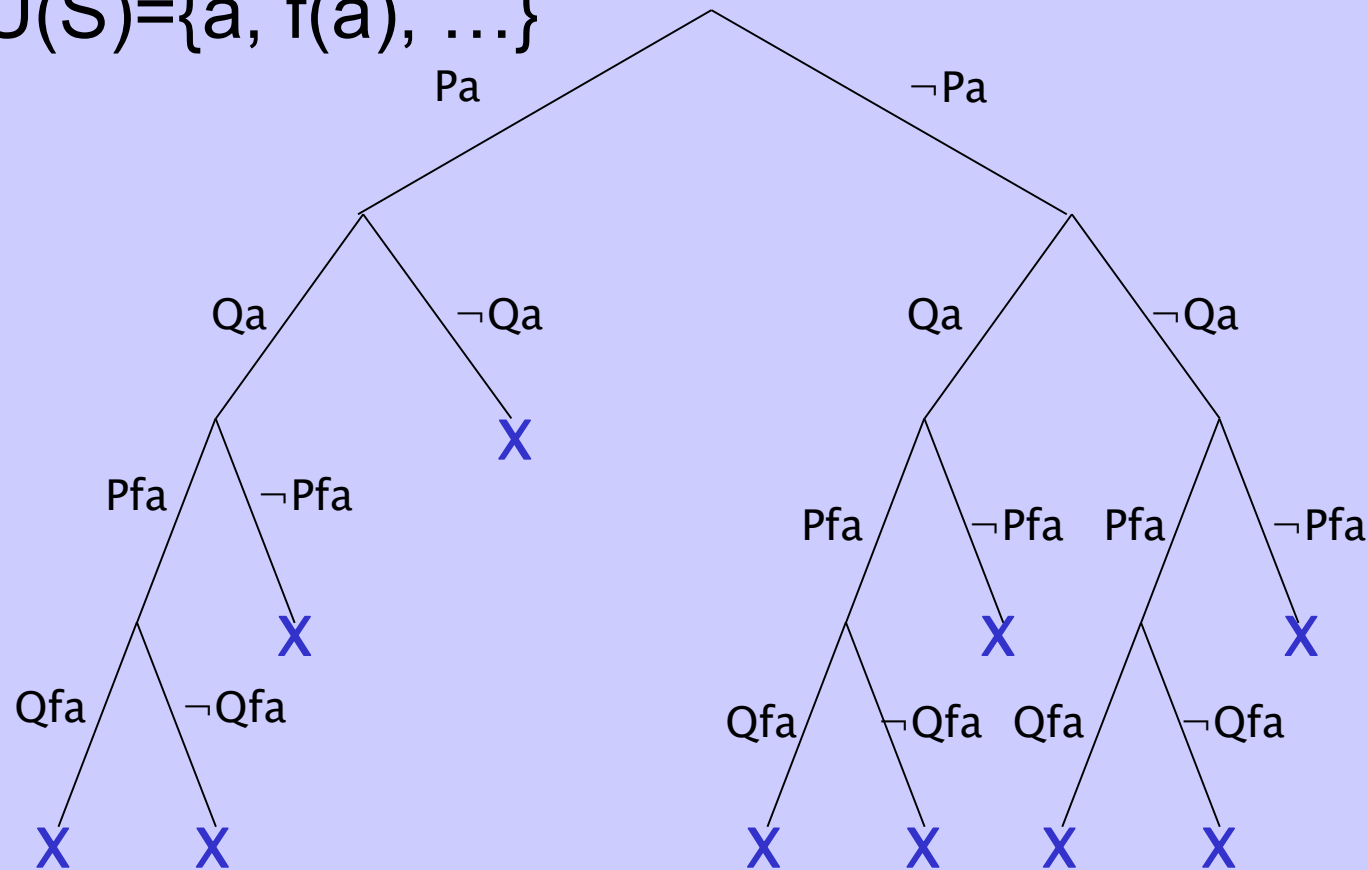 U(S)={a, f(a), …}
Pa ¬Pa
Qa ¬Qa Qa ¬Qa
X
Pfa ¬Pfa Pfa ¬Pfa Pfa ¬Pfa
X X X
Qfa ¬Qfa Qfa ¬Qfa Qfa ¬Qfa
X X X X X X